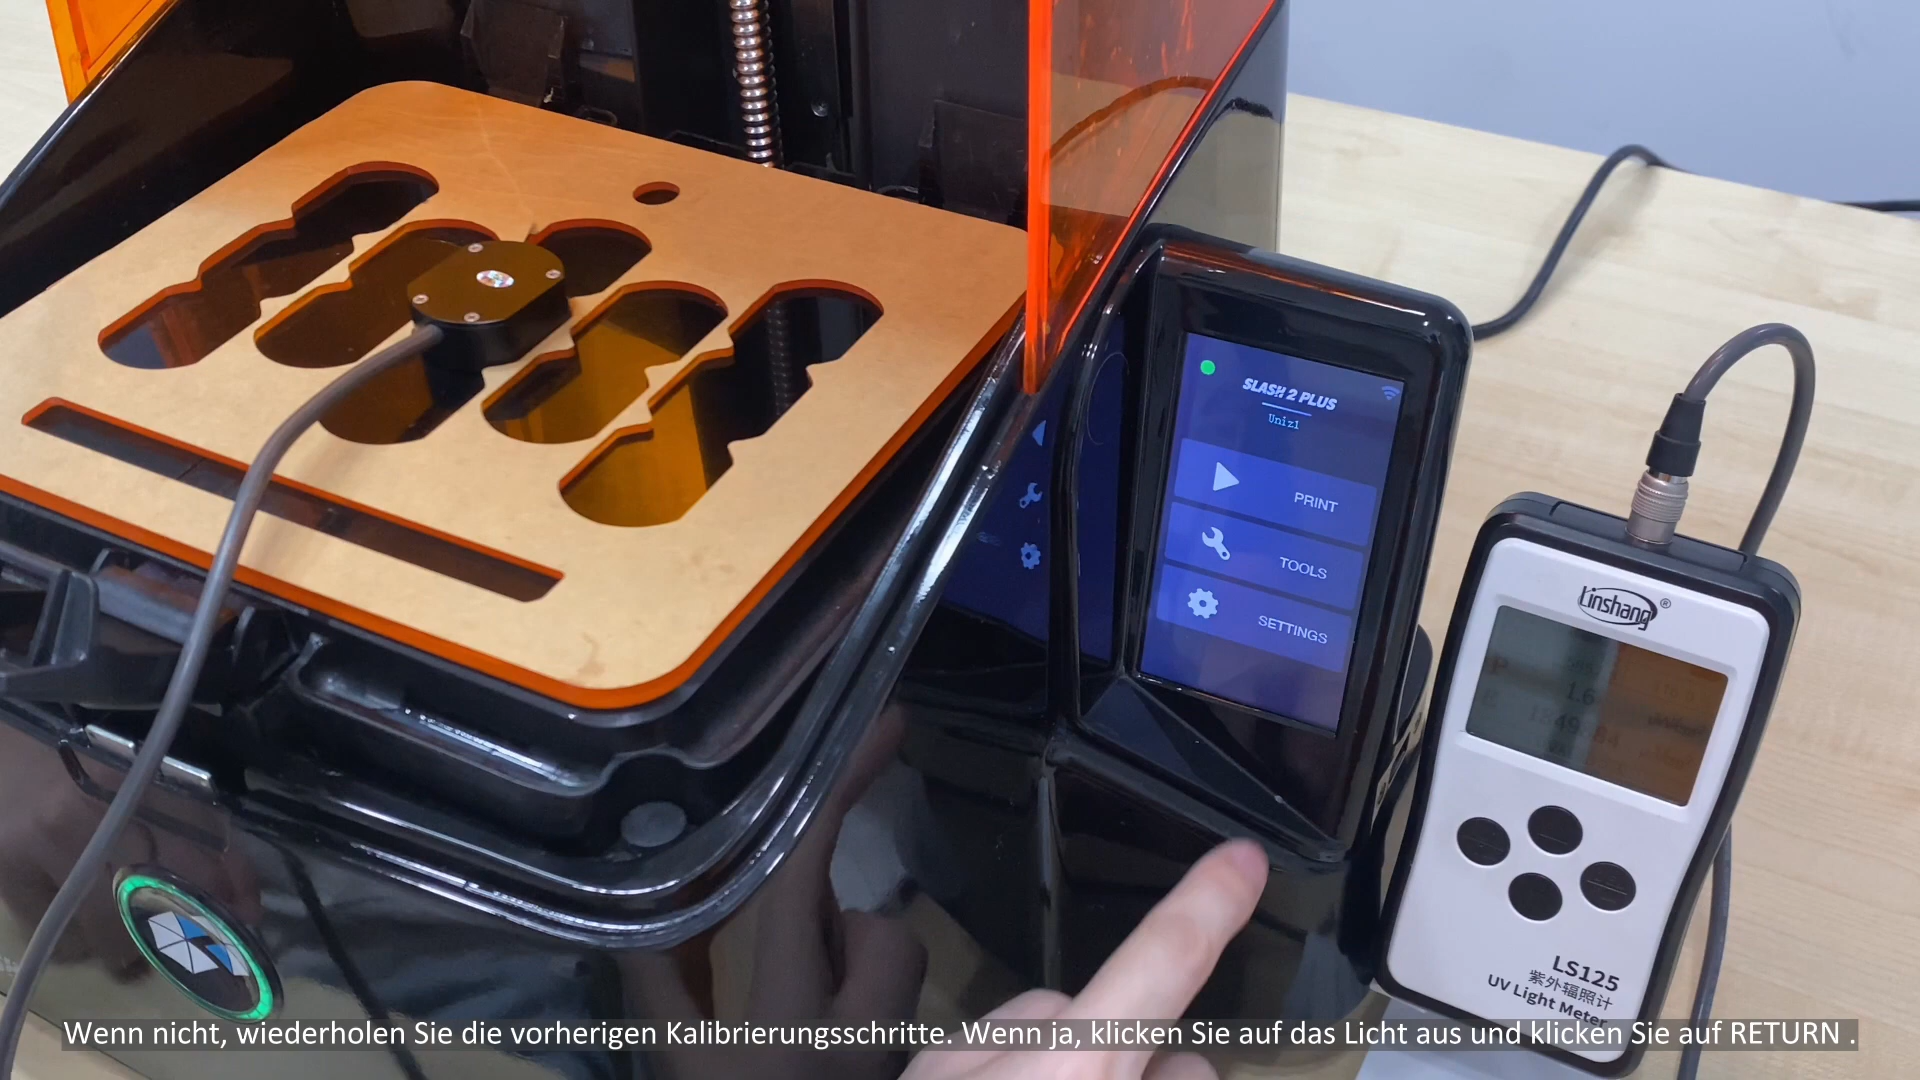 SLASH 2 PLUS
Uniz1
PRINT
TOOLS
SETTINGS
Linshang®
LS125
紫外辐照计
UV Light Meter
Wenn nicht, wiederholen Sie die vorherigen Kalibrierungsschritte. Wenn ja, klicken Sie auf das Licht aus und klicken Sie auf RETURN .